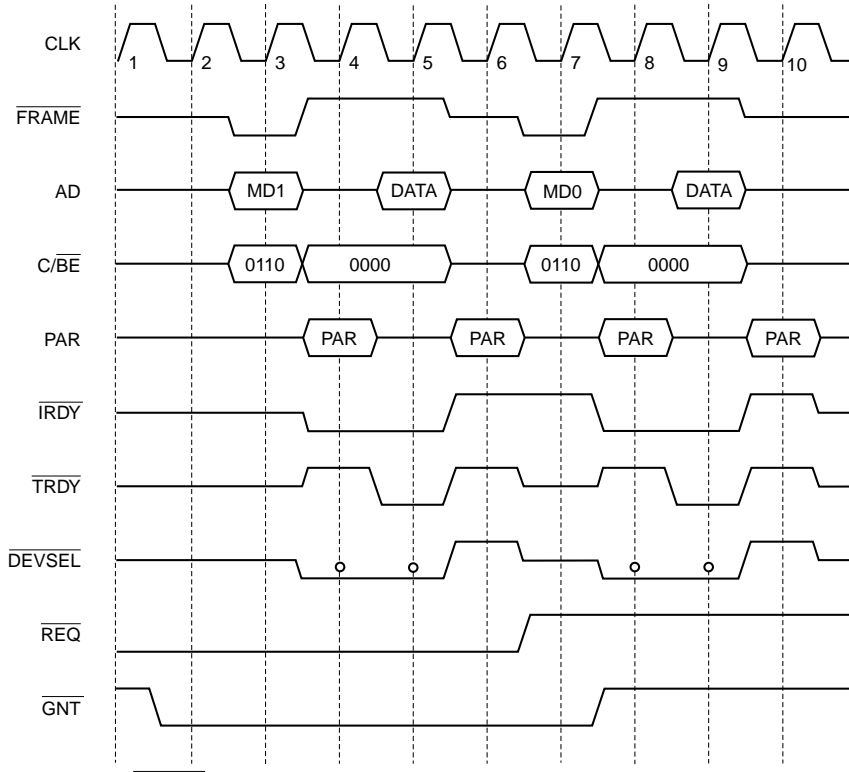 CLK
1 2 3 4 5 6 7 8 9 10
FRAME
AD MD1 DATA MD0 DATA
C/BE 0110 0000 0110 0000
PAR PAR PAR PAR PAR
IRDY
TRDY
DEVSEL
REQ
GNT